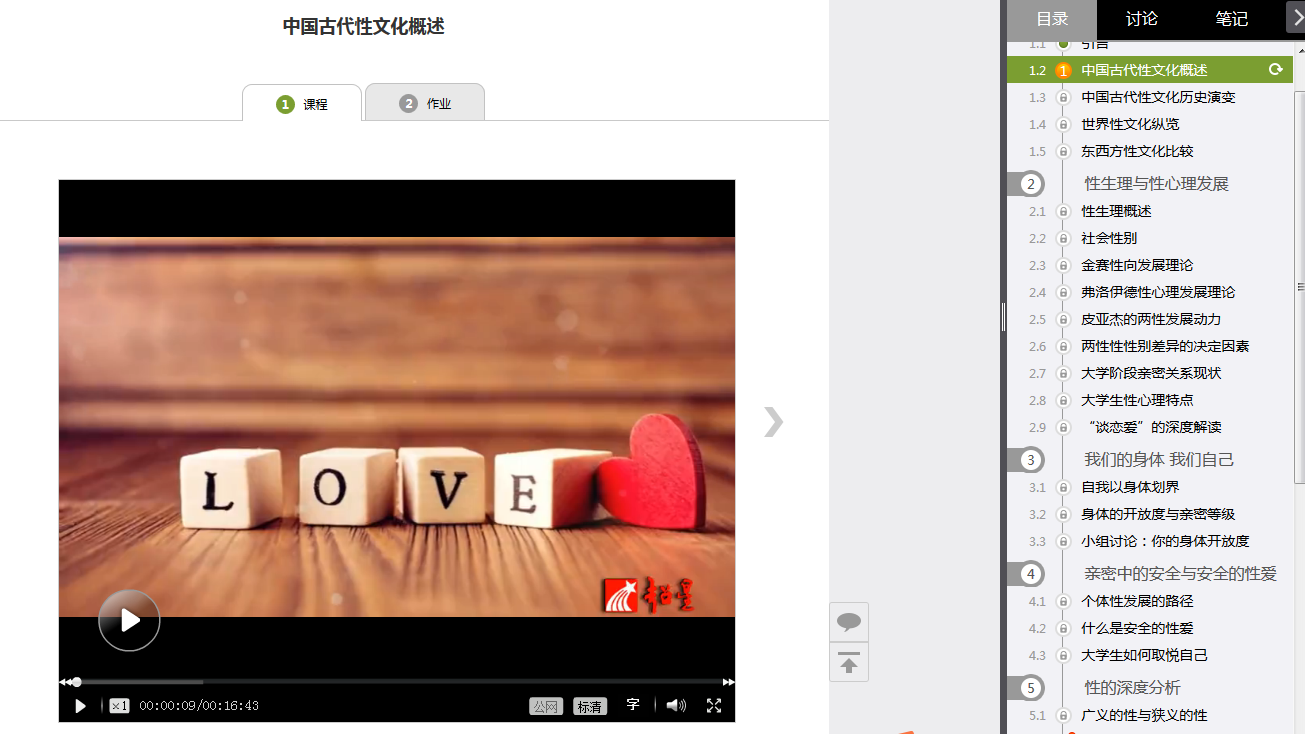 中国古代性文化概述
1 课程
2 作业
L O V E
超星
×1 00:00:09/00:16:43 公网 标清 字
目录 讨论 笔记
1.1 引言
1.2 1 中国古代性文化概述
1.3 中国古代性文化历史演变
1.4 世界性文化纵览
1.5 东西方性文化比较
2 性生理与性心理发展
2.1 性生理概述
2.2 社会性别
2.3 金赛性向发展理论
2.4 弗洛伊德性心理发展理论
2.5 皮亚杰的两性发展动力
2.6 两性性性别差异的决定因素
2.7 大学阶段亲密关系现状
2.8 大学生性心理特点
2.9 “谈恋爱”的深度解读
3 我们的身体 我们自己
3.1 自我以身体划界
3.2 身体的开放度与亲密等级
3.3 小组讨论：你的身体开放度
4 亲密中的安全与安全的性爱
4.1 个体性发展的路径
4.2 什么是安全的性爱
4.3 大学生如何取悦自己
5 性的深度分析
5.1 广义的性与狭义的性